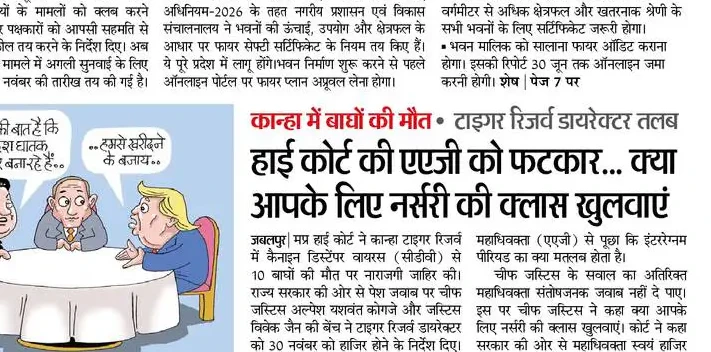 यों के मामलों को क्लब करने
पक्षकारों को आपसी सहमति से
ल तय करने के निर्देश दिए। अब
मामले में अगली सुनवाई के लिए
नवंबर की तारीख तय की गई है।
अधिनियम-2026 के तहत नगरीय प्रशासन एवं विकास
संचालनालय ने भवनों की ऊंचाई, उपयोग और क्षेत्रफल के
आधार पर फायर सेफ्टी सर्टिफिकेट के नियम तय किए हैं।
ये पूरे प्रदेश में लागू होंगे।भवन निर्माण शुरू करने से पहले
ऑनलाइन पोर्टल पर फायर प्लान अप्रूवल लेना होगा।
वर्गमीटर से अधिक क्षेत्रफल और खतरनाक श्रेणी के
सभी भवनों के लिए सर्टिफिकेट जरूरी होगा।
• भवन मालिक को सालाना फायर ऑडिट कराना
होगा। इसकी रिपोर्ट 30 जून तक ऑनलाइन जमा
करनी होगी। शेष | पेज 7 पर
की बात है कि
घातक
बना रहे हैं..
..हमसे खरीदने
के बजाय..
कान्हा में बाघों की मौत • टाइगर रिजर्व डायरेक्टर तलब
हाई कोर्ट की एएजी को फटकार... क्या
आपके लिए नर्सरी की क्लास खुलवाएं
जबलपुर | मप्र हाई कोर्ट ने कान्हा टाइगर रिजर्व
में कैनाइन डिस्टेंपर वायरस (सीडीवी) से
10 बाघों की मौत पर नाराजगी जाहिर की।
राज्य सरकार की ओर से पेश जवाब पर चीफ
जस्टिस अल्पेश यशवंत कोगजे और जस्टिस
विवेक जैन की बेंच ने टाइगर रिजर्व डायरेक्टर
को 30 नवंबर को हाजिर होने के निर्देश दिए।
महाधिवक्ता (एएजी) से पूछा कि इंटररेग्नम
पीरियड का क्या मतलब होता है।
चीफ जस्टिस के सवाल का अतिरिक्त
महाधिवक्ता संतोषजनक जवाब नहीं दे पाए।
इस पर चीफ जस्टिस ने कहा क्या आपके
लिए नर्सरी की क्लास खुलवाएं। कोर्ट ने कहा
सरकार की ओर से महाधिवक्ता स्वयं हाजिर